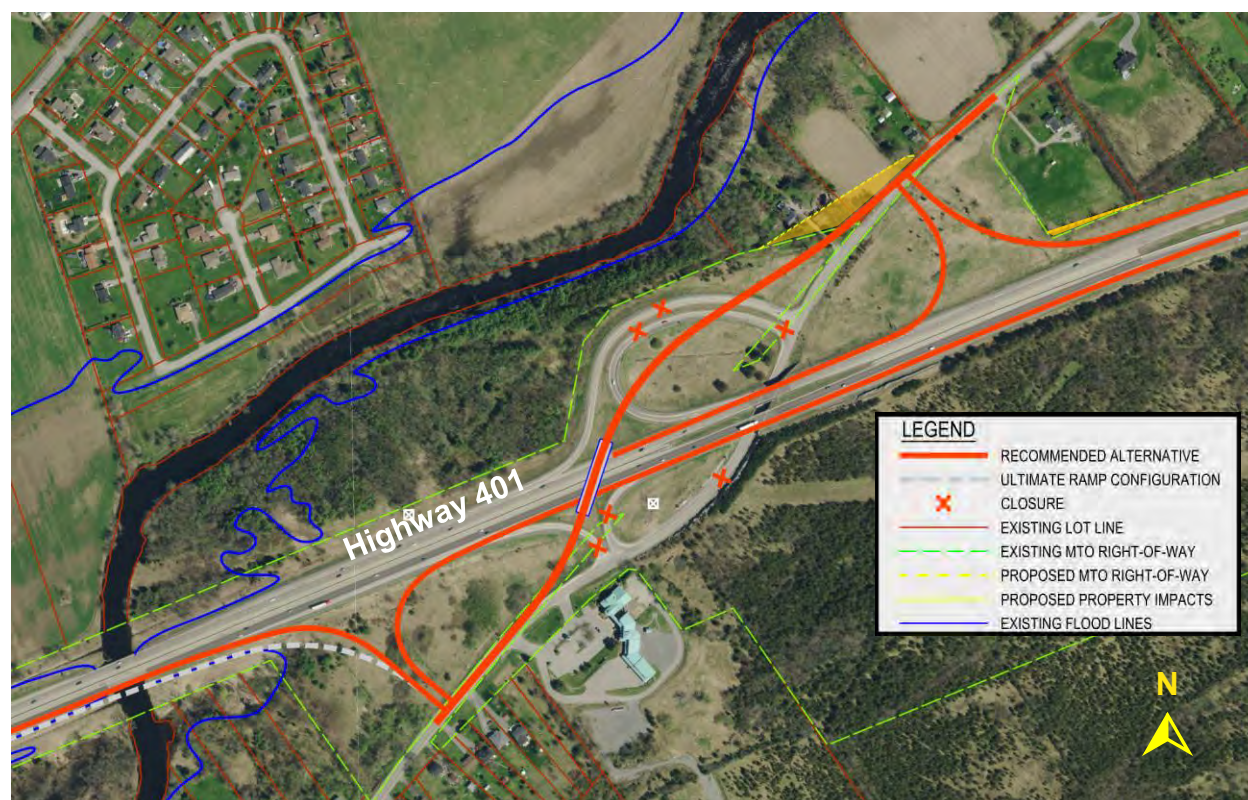 Highway 401
LEGEND
RECOMMENDED ALTERNATIVE
ULTIMATE RAMP CONFIGURATION
CLOSURE
EXISTING LOT LINE
EXISTING MTO RIGHT-OF-WAY
PROPOSED MTO RIGHT-OF-WAY
PROPOSED PROPERTY IMPACTS
EXISTING FLOOD LINES
N